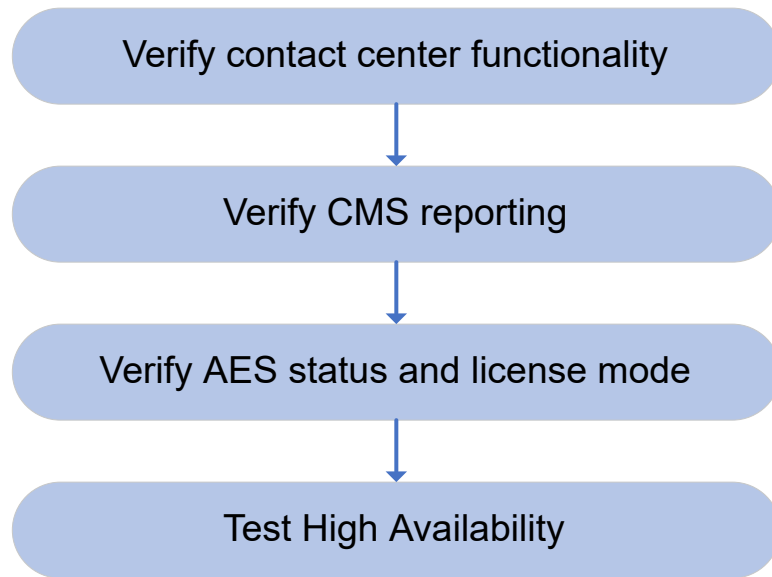 Verify contact center functionality
Verify CMS reporting
Verify AES status and license mode
Test High Availability